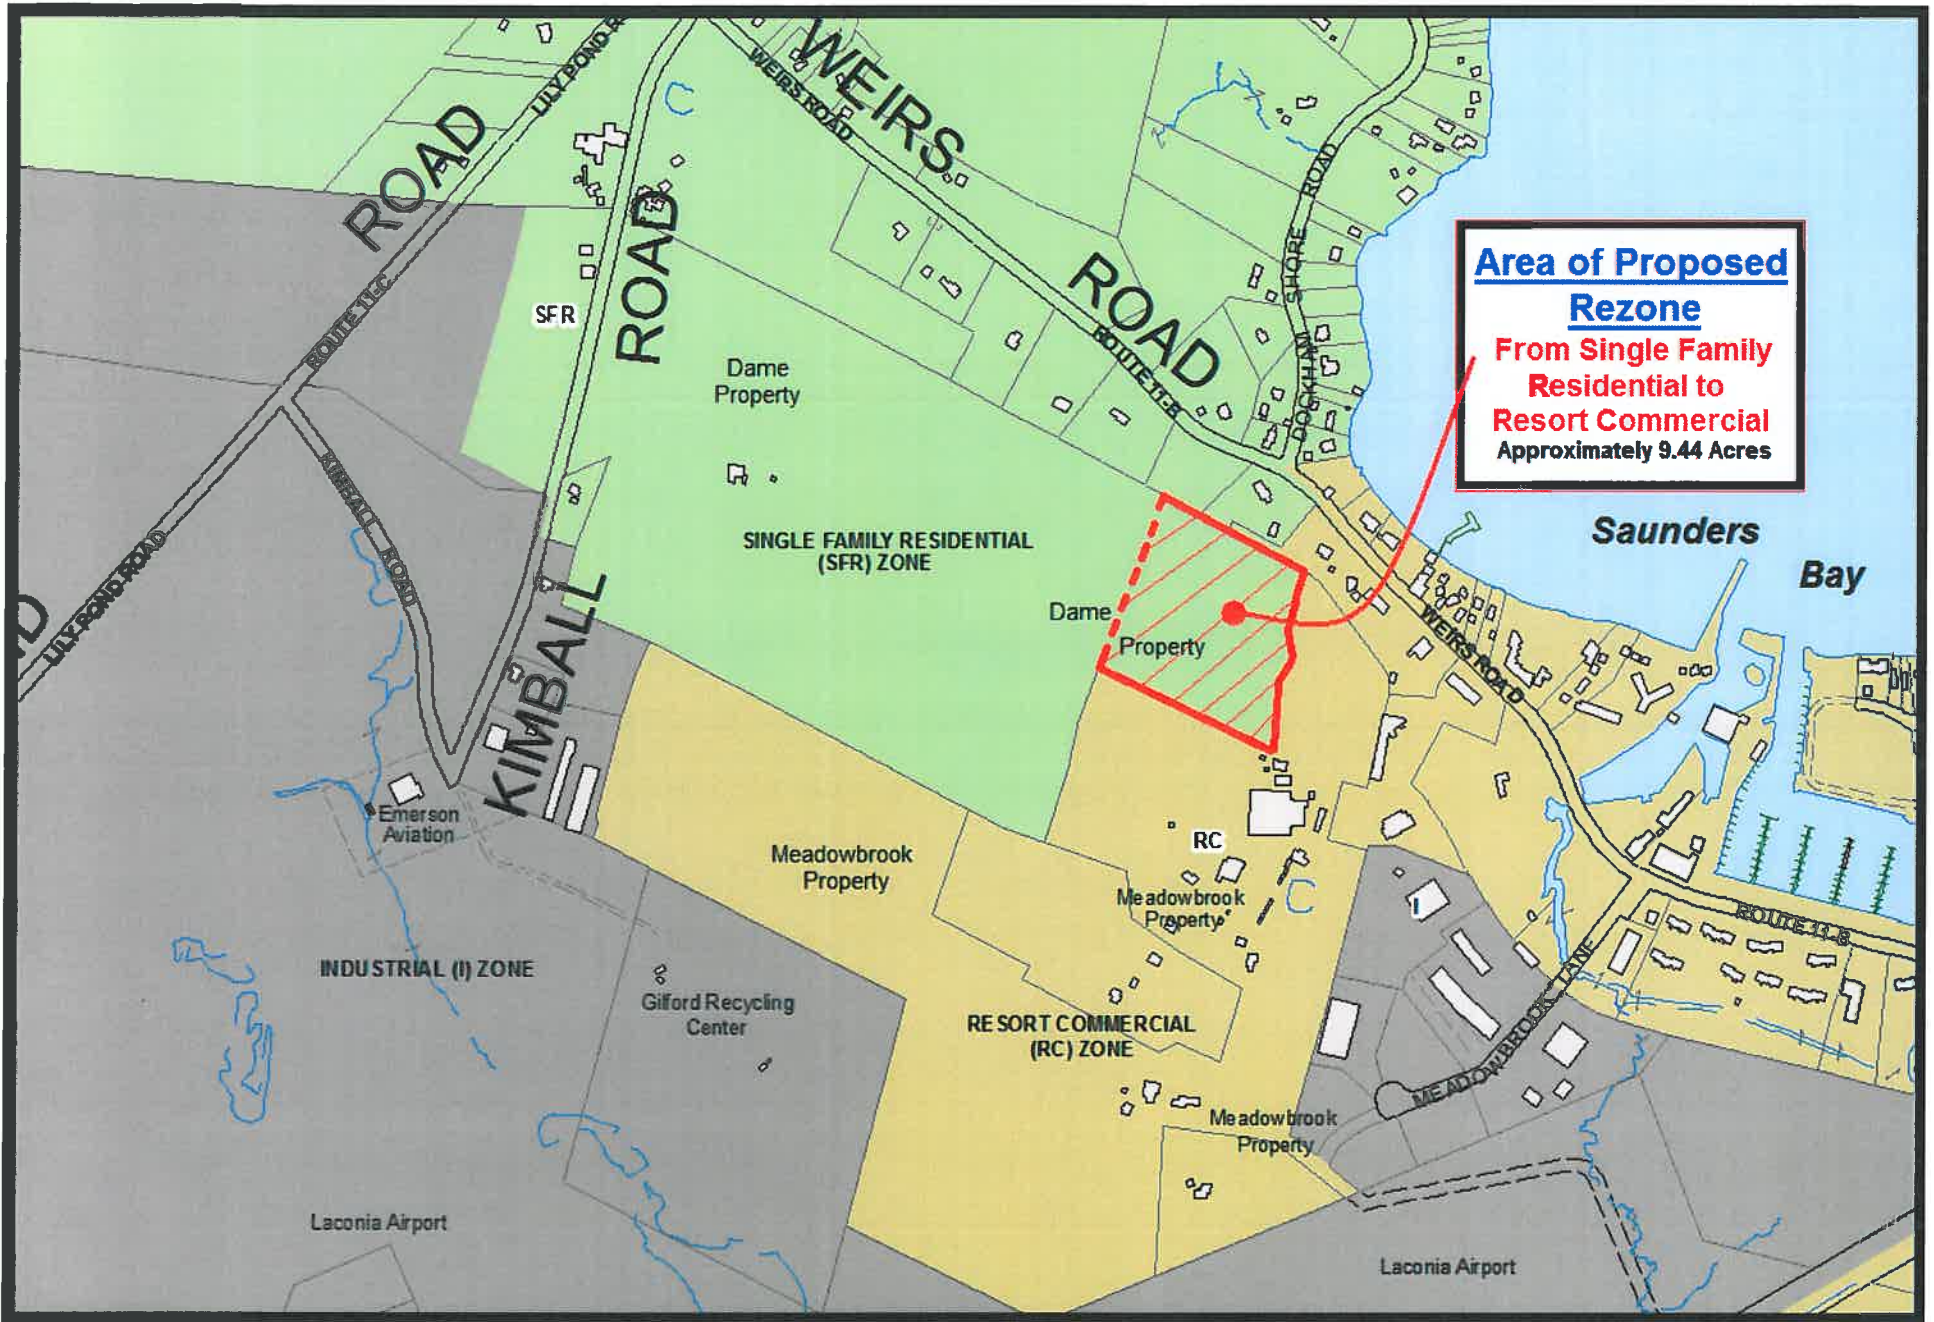 LILY POND R
WEIRS
WEIRS ROAD
ROAD
ROAD
ROUTE 11-C
SFR
Dame
Property
ROAD
ROUTE 11-B
DOCKHAM SHORE ROAD
Area of Proposed
Rezone
From Single Family
Residential to
Resort Commercial
Approximately 9.44 Acres
Saunders
Bay
KIMBALL ROAD
SINGLE FAMILY RESIDENTIAL
(SFR) ZONE
LILY POND ROAD
D
KIMBALL
Dame
Property
WEIRS ROAD
Emerson
Aviation
Meadowbrook
Property
RC
Meadowbrook
Property
I
ROUTE 11-B
INDUSTRIAL (I) ZONE
Gilford Recycling
Center
RESORT COMMERCIAL
(RC) ZONE
MEADOWBROOK LANE
Meadowbrook
Property
Laconia Airport
Laconia Airport